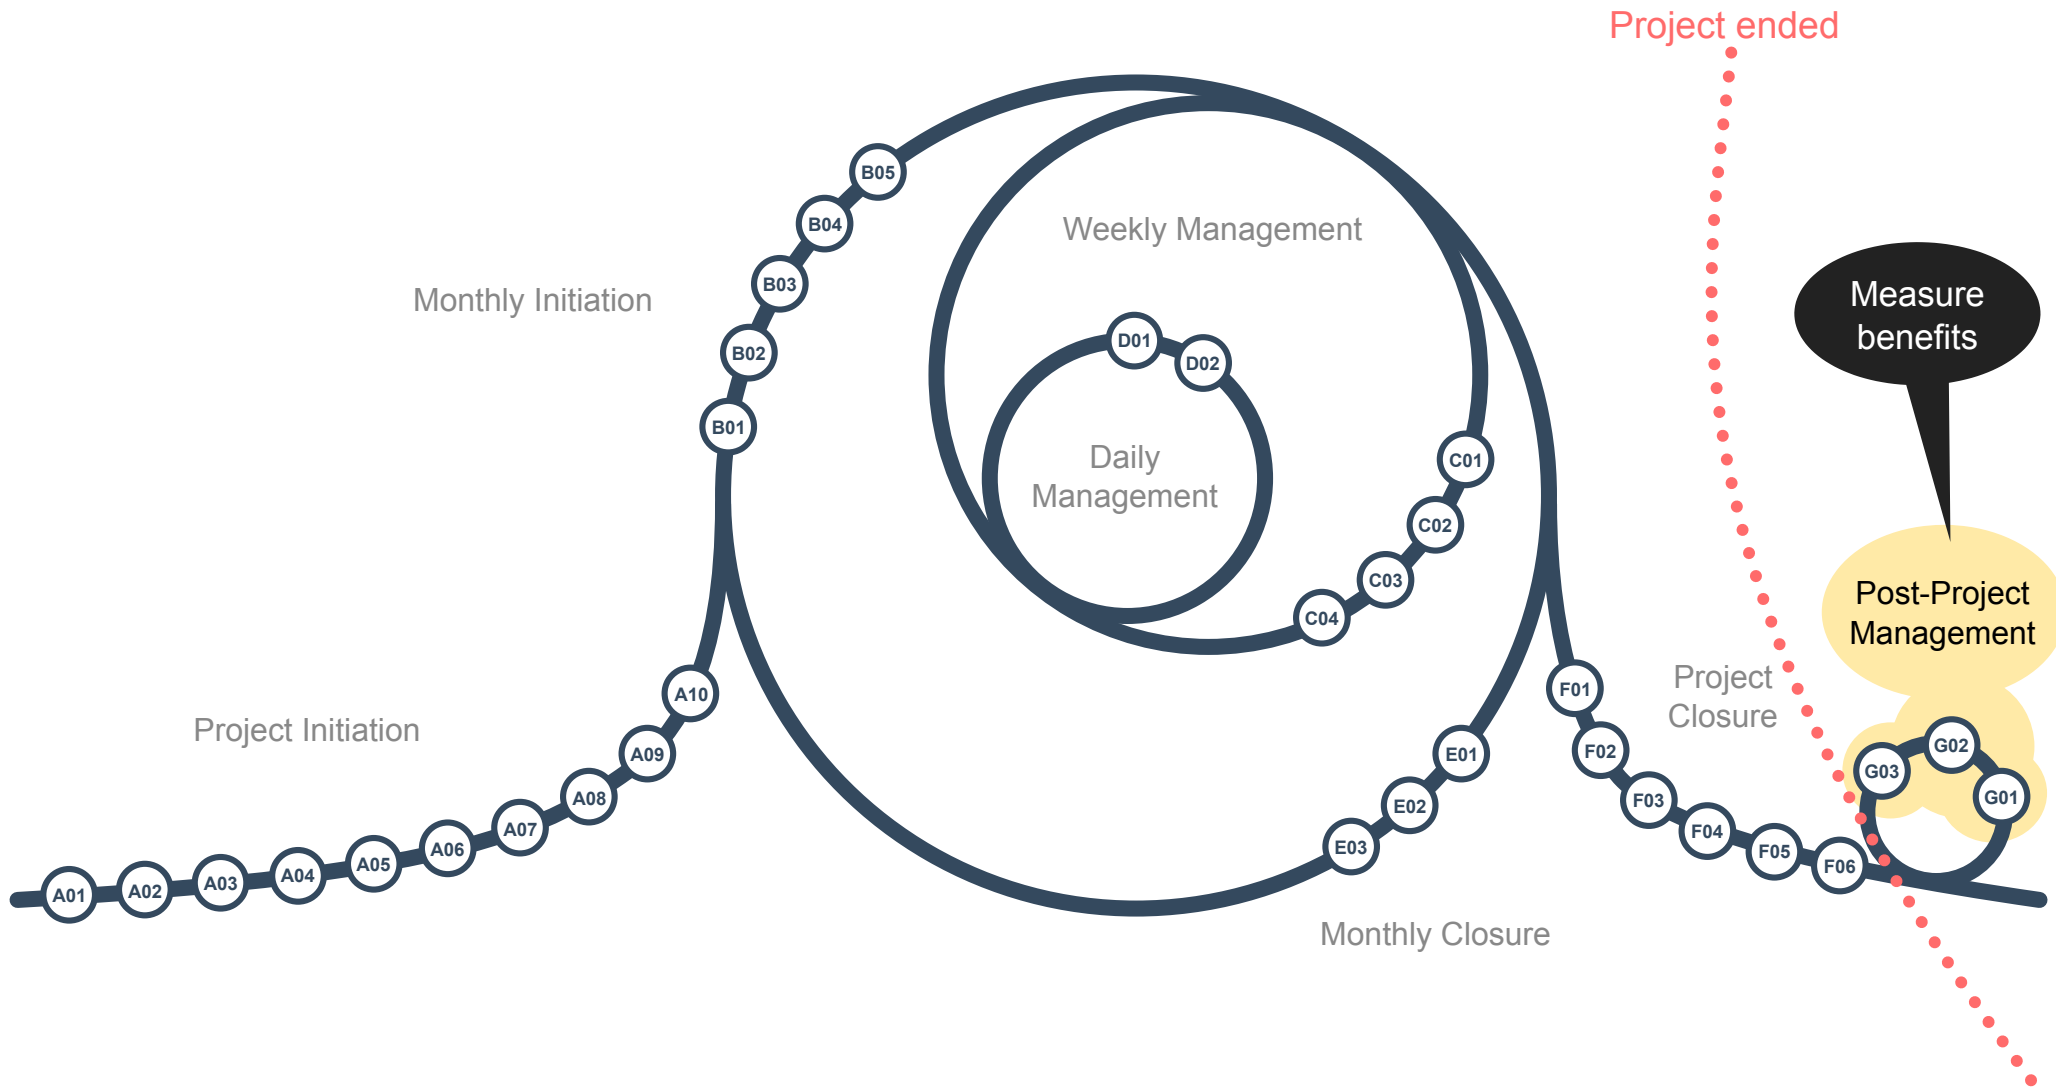 Project ended
Monthly Initiation
B05
B04
B03
B02
B01
Weekly Management
D01
D02
Daily
Management
C01
C02
C03
C04
Measure
benefits
Post-Project
Management
Project Initiation
A01
A02
A03
A04
A05
A06
A07
A08
A09
A10
E01
E02
E03
Monthly Closure
Project
Closure
F01
F02
F03
F04
F05
F06
G03
G02
G01